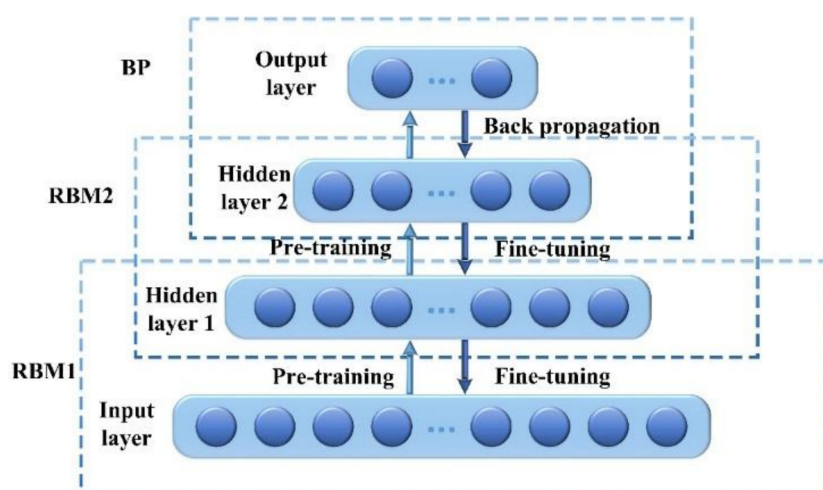 BP
Output
layer
Back propagation
RBM2
Hidden
layer 2
Pre-training
Fine-tuning
Hidden
layer 1
RBM1
Pre-training
Fine-tuning
Input
layer